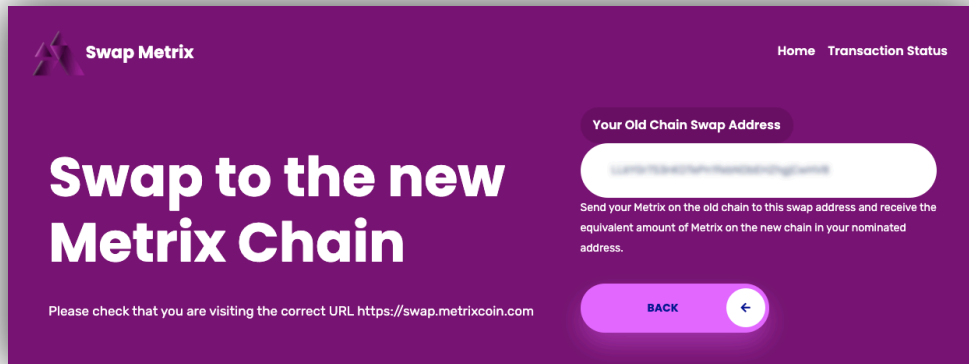 Swap Metrix
Home Transaction Status
Your Old Chain Swap Address
Send your Metrix on the old chain to this swap address and receive the
equivalent amount of Metrix on the new chain in your nominated
address.
BACK
Swap to the new
Metrix Chain
Please check that you are visiting the correct URL https://swap.metrixcoin.com